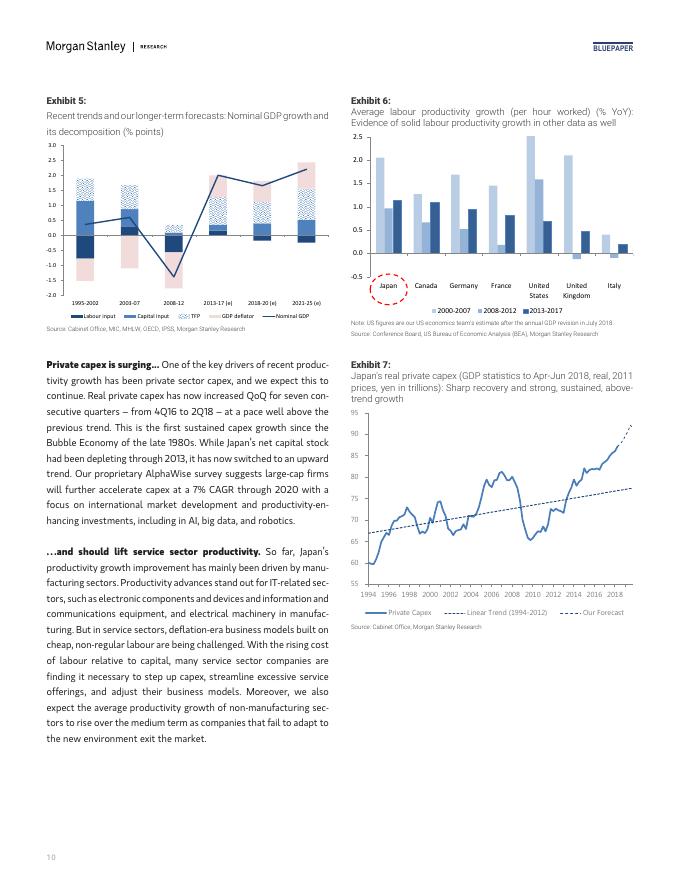 Morgan Stanley | RESEARCH
BLUEPAPER
Exhibit 5:
Recent trends and our longer-term forecasts: Nominal GDP growth and
its decomposition (% points)
3.0
2.5
2.0
1.5
1.0
0.5
0.0
-0.5
-1.0
-1.5
-2.0
1995-2002 2003-07 2008-12 2013-17 (e) 2018-20 (e) 2021-25 (e)
Labour input Capital input TFP GDP deflator Nominal GDP
Source: Cabinet Office, MIC, MHLW, OECD, IPSS, Morgan Stanley Research
Private capex is surging... One of the key drivers of recent produc-
tivity growth has been private sector capex, and we expect this to
continue. Real private capex has now increased QoQ for seven con-
secutive quarters – from 4Q16 to 2Q18 – at a pace well above the
previous trend. This is the first sustained capex growth since the
Bubble Economy of the late 1980s. While Japan's net capital stock
had been depleting through 2013, it has now switched to an upward
trend. Our proprietary AlphaWise survey suggests large-cap firms
will further accelerate capex at a 7% CAGR through 2020 with a
focus on international market development and productivity-en-
hancing investments, including in AI, big data, and robotics.
...and should lift service sector productivity. So far, Japan's
productivity growth improvement has mainly been driven by manu-
facturing sectors. Productivity advances stand out for IT-related sec-
tors, such as electronic components and devices and information and
communications equipment, and electrical machinery in manufac-
turing. But in service sectors, deflation-era business models built on
cheap, non-regular labour are being challenged. With the rising cost
of labour relative to capital, many service sector companies are
finding it necessary to step up capex, streamline excessive service
offerings, and adjust their business models. Moreover, we also
expect the average productivity growth of non-manufacturing sec-
tors to rise over the medium term as companies that fail to adapt to
the new environment exit the market.
Exhibit 6:
Average labour productivity growth (per hour worked) (% YoY):
Evidence of solid labour productivity growth in other data as well
2.5
2.0
1.5
1.0
0.5
0.0
-0.5
Japan Canada Germany France United United Italy
States Kingdom
2000-2007 2008-2012 2013-2017
Note: US figures are our US economics team's estimate after the annual GDP revision in July 2018.
Source: Conference Board, US Bureau of Economic Analysis (BEA), Morgan Stanley Research
Exhibit 7:
Japan's real private capex (GDP statistics to Apr-Jun 2018, real, 2011
prices, yen in trillions): Sharp recovery and strong, sustained, above-
trend growth
95
90
85
80
75
70
65
60
55
1994 1996 1998 2000 2002 2004 2006 2008 2010 2012 2014 2016 2018
Private Capex Linear Trend (1994-2012) Our Forecast
Source: Cabinet Office, Morgan Stanley Research
10